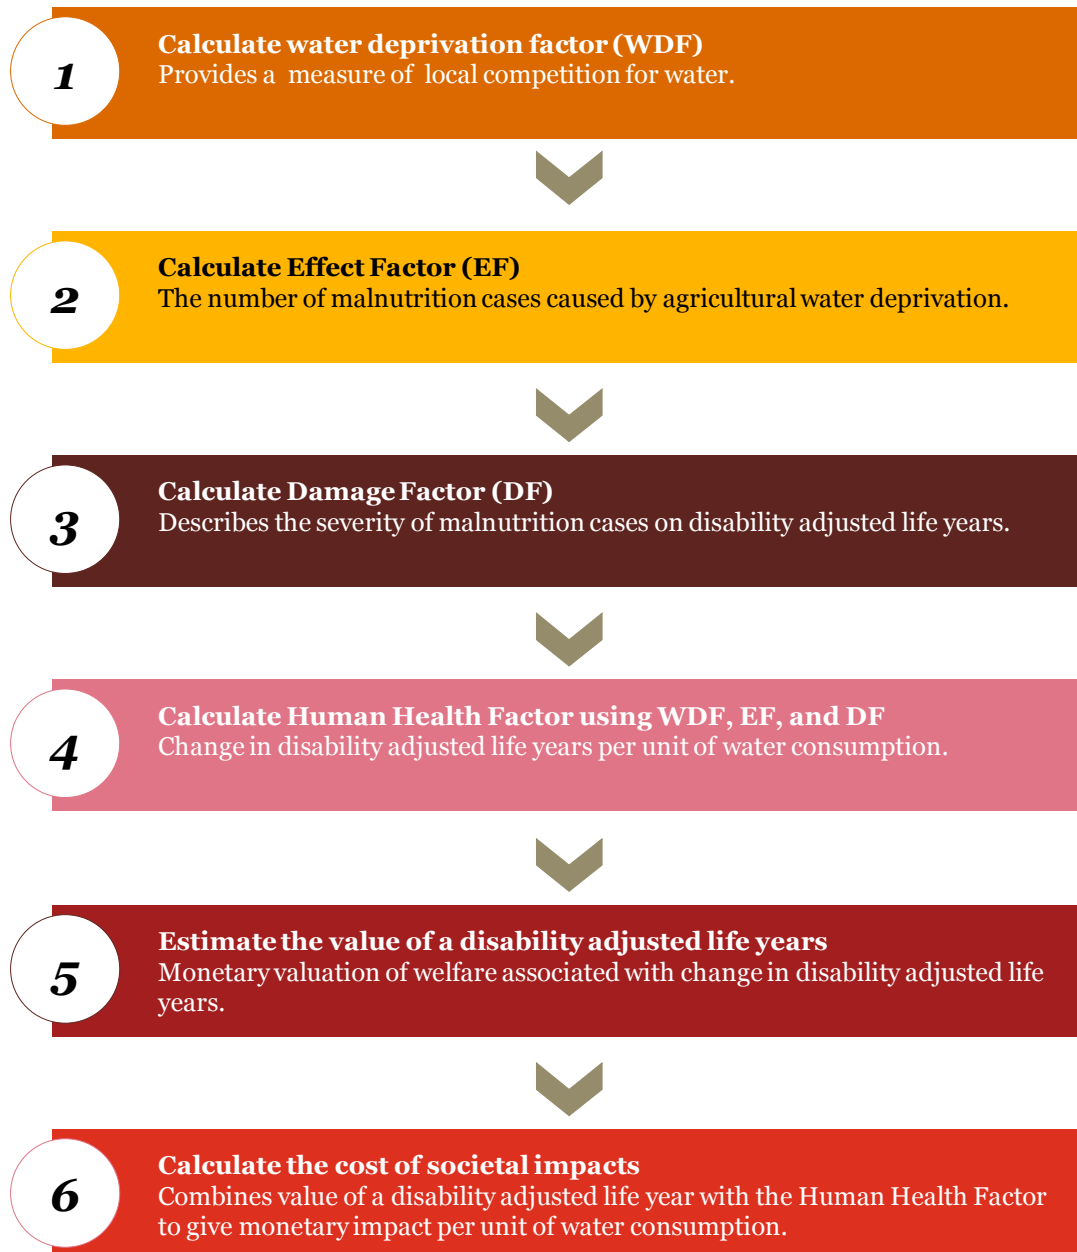 1
Calculate water deprivation factor (WDF)
Provides a measure of local competition for water.
2
Calculate Effect Factor (EF)
The number of malnutrition cases caused by agricultural water deprivation.
3
Calculate Damage Factor (DF)
Describes the severity of malnutrition cases on disability adjusted life years.
4
Calculate Human Health Factor using WDF, EF, and DF
Change in disability adjusted life years per unit of water consumption.
5
Estimate the value of a disability adjusted life years
Monetary valuation of welfare associated with change in disability adjusted life
years.
6
Calculate the cost of societal impacts
Combines value of a disability adjusted life year with the Human Health Factor
to give monetary impact per unit of water consumption.